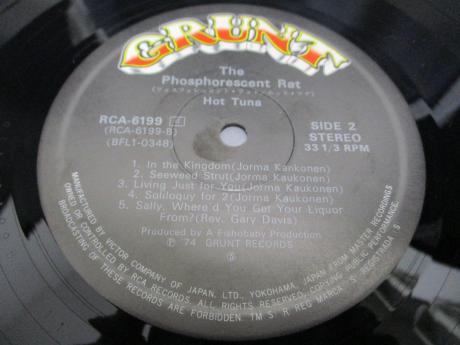 GRUNT
The
Phosphorescent Rat
Hot Tuna
RCA-6199
(RCA-6199-B)
(BFL1-0348)
SIDE 2
STEREO
33 1/3 RPM
1. In the Kingdom(Jorma Kankonen)
2. Seeweed Strut(Jorma Kaukonen)
3. Living Just for You(Jorma Kaukonen)
4. Soliloquy for 2(Jorma Kaukonen)
5. Sally, Where'd You Get Your Liquor
From?(Rev. Gary Davis)
Produced by A Fishobaby Production
Ⓟ '74 GRUNT RECORDS
Ⓢ
MANUFACTURED BY VICTOR COMPANY OF JAPAN, LTD., YOKOHAMA, JAPAN FROM MASTER RECORDINGS
OWNED OR CONTROLLED BY RCA RECORDS. ALL RIGHTS RESERVED, COPYING PUBLIC PERFORMANCE,
BROADCASTING OF THESE RECORDS ARE FORBIDDEN. TM S R RED MARCA S REGISTRADA S